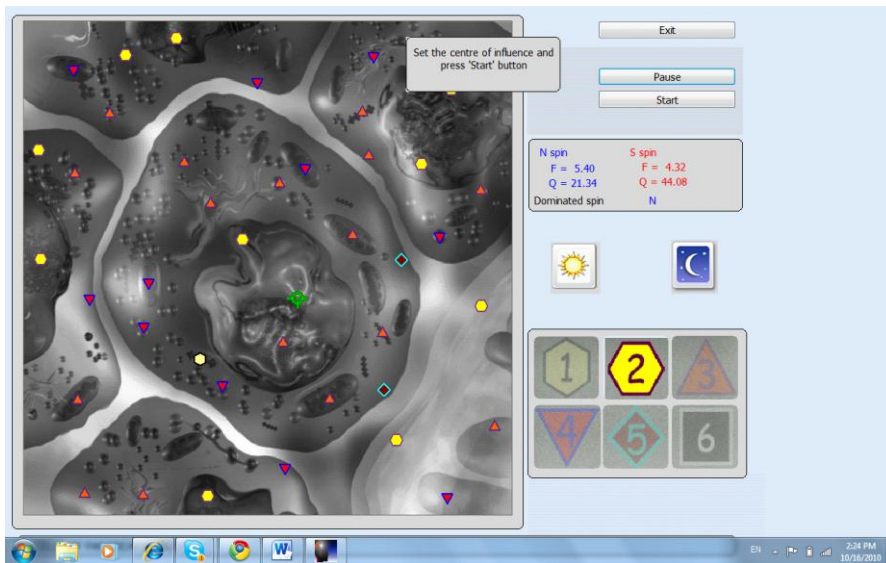 Set the centre of influence and
press 'Start' button
Exit
Pause
Start
N spin S spin
F = 5.40 F = 4.32
Q = 21.34 Q = 44.08
Dominated spin N
1 2 3
4 5 6
EN 2:24 PM
10/16/2010